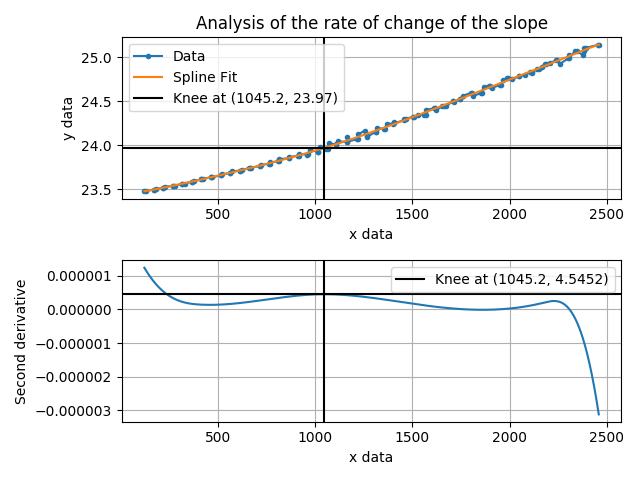 Analysis of the rate of change of the slope
Data
Spline Fit
Knee at (1045.2, 23.97)
y data
25.0
24.5
24.0
23.5
500
1000
1500
2000
2500
x data
Knee at (1045.2, 4.5452)
Second derivative
0.000001
0.000000
−0.000001
−0.000002
−0.000003
500
1000
1500
2000
2500
x data